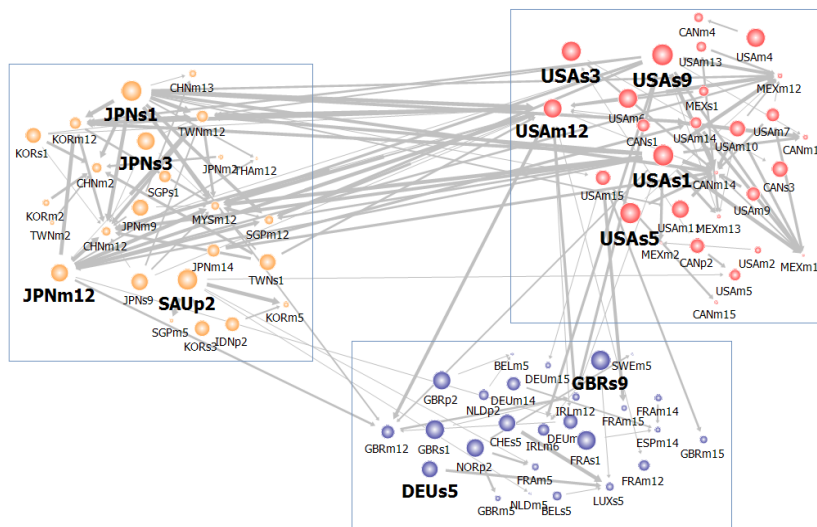 CANm4
USAm4
USAm13
USAs3
USAs9
MEXm12
CHNm13
JPNs1
MEXs1
USAm12
USAm6
KORm12
TWNm12
CANs1
USAm14
USAm7
KORs1
USAm10
CANm1
JPNs3
JPNm2
THAm12
USAs1
CHNm2
SGPs1
CANm14
CANs3
USAm15
KORm2
JPNm9
MYSm12
USAm9
TWNm2
SGPm12
USAs5
USAm11
MEXm13
CHNm12
MEXm2
JPNm14
CANp2
USAm2
MEXm1
JPNm12
JPNs9
SAUp2
TWNs1
USAm5
SGPm5
KORs3
IDNp2
KORm5
CANm15
BELm5
SWEm5
DEUm15
GBRs9
GBRp2
NLDp2
DEUm14
IRLm12
FRAm15
FRAm14
GBRm12
GBRs1
CHEs5
IRLm6
DEUm
ESPm14
GBRm15
NORp2
FRAs1
DEUs5
FRAm5
FRAm12
GBRm5
NLDm5
BELs5
LUXs5